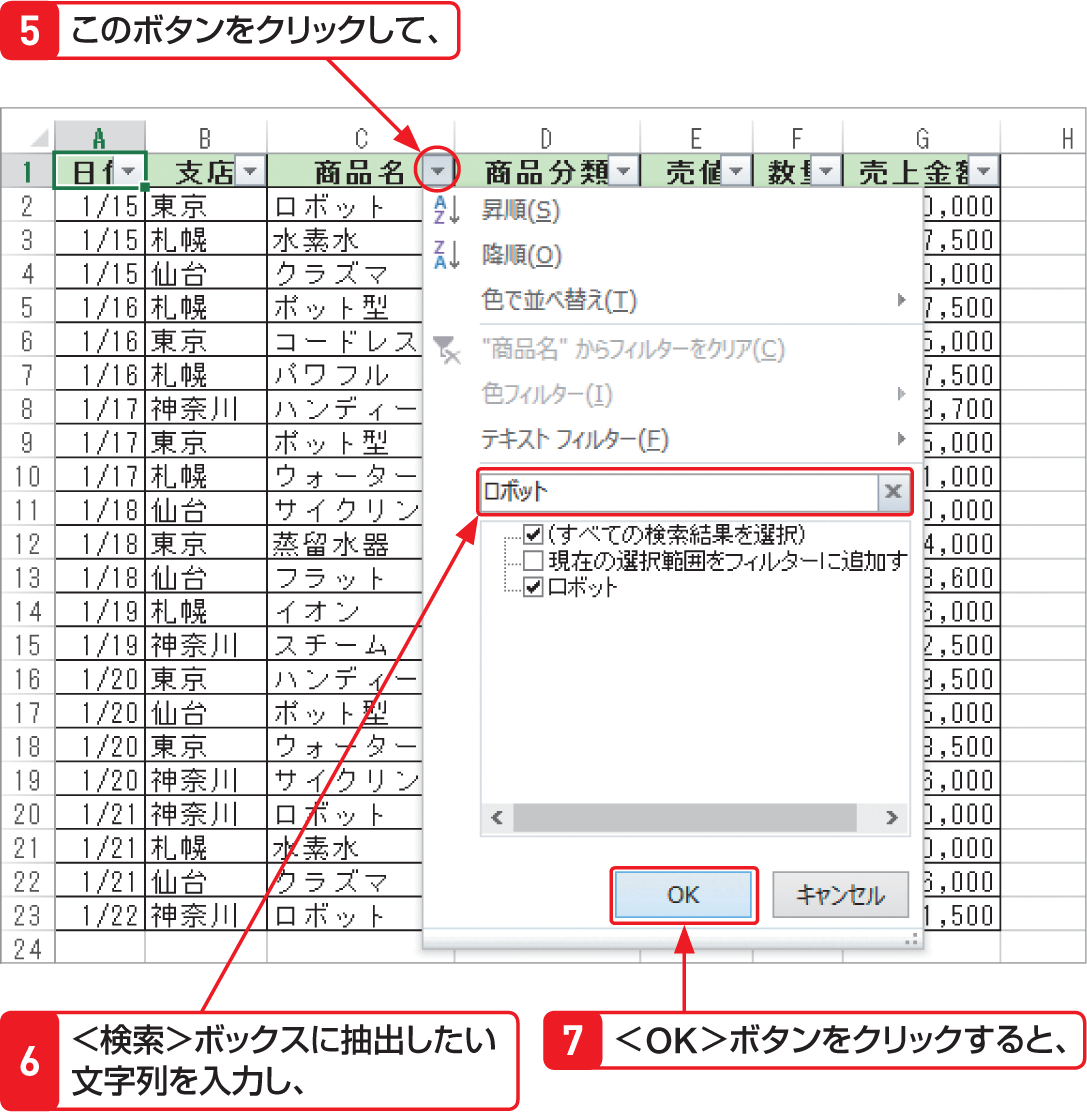 5 このボタンをクリックして、
A B C D E F G H
1 日 支店 商品名 商品分類 売値 数 売上金
2 1/15 東京 ロボット 0,000
3 1/15 札幌 水素水 7,500
4 1/15 仙台 クラズマ 0,000
5 1/16 札幌 ポット型 7,500
6 1/16 東京 コードレス 5,000
7 1/16 札幌 パワフル 7,500
8 1/17 神奈川 ハンディー 9,700
9 1/17 東京 ポット型 5,000
10 1/17 札幌 ウォーター 1,000
11 1/18 仙台 サイクリン 0,000
12 1/18 東京 蒸留水器 4,000
13 1/18 仙台 フラット 3,600
14 1/19 札幌 イオン 6,000
15 1/19 神奈川 スチーム 2,500
16 1/20 東京 ハンディー 9,500
17 1/20 仙台 ポット型 5,000
18 1/20 東京 ウォーター 3,500
19 1/20 神奈川 サイクリン 6,000
20 1/21 神奈川 ロボット 0,000
21 1/21 札幌 水素水 0,000
22 1/21 仙台 クラズマ 6,000
23 1/22 神奈川 ロボット 1,500
24
昇順(S)
降順(O)
色で並べ替え(T)
"商品名" からフィルターをクリア(C)
色フィルター(I)
テキスト フィルター(F)
ロボット
(すべての検索結果を選択)
現在の選択範囲をフィルターに追加す
ロボット
OK キャンセル
6 <検索>ボックスに抽出したい
文字列を入力し、
7 <OK>ボタンをクリックすると、